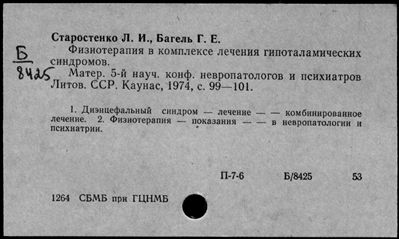 Старостенко Л. И., Багель Г. Е.
Физиотерапия в комплексе лечения гипоталамических
синдромов.
Б
8425
Матер. 5-й науч. конф. невропатологов и психиатров
Литов. ССР. Каунас, 1974, с. 99—101.
1. Диэнцефальный синдром — лечение — — комбинированное
лечение. 2. Физиотерапия — показания — — в невропатологии и
психиатрии.
П-7-6 Б/8425 53
1264 СБМБ при ГЦНМБ